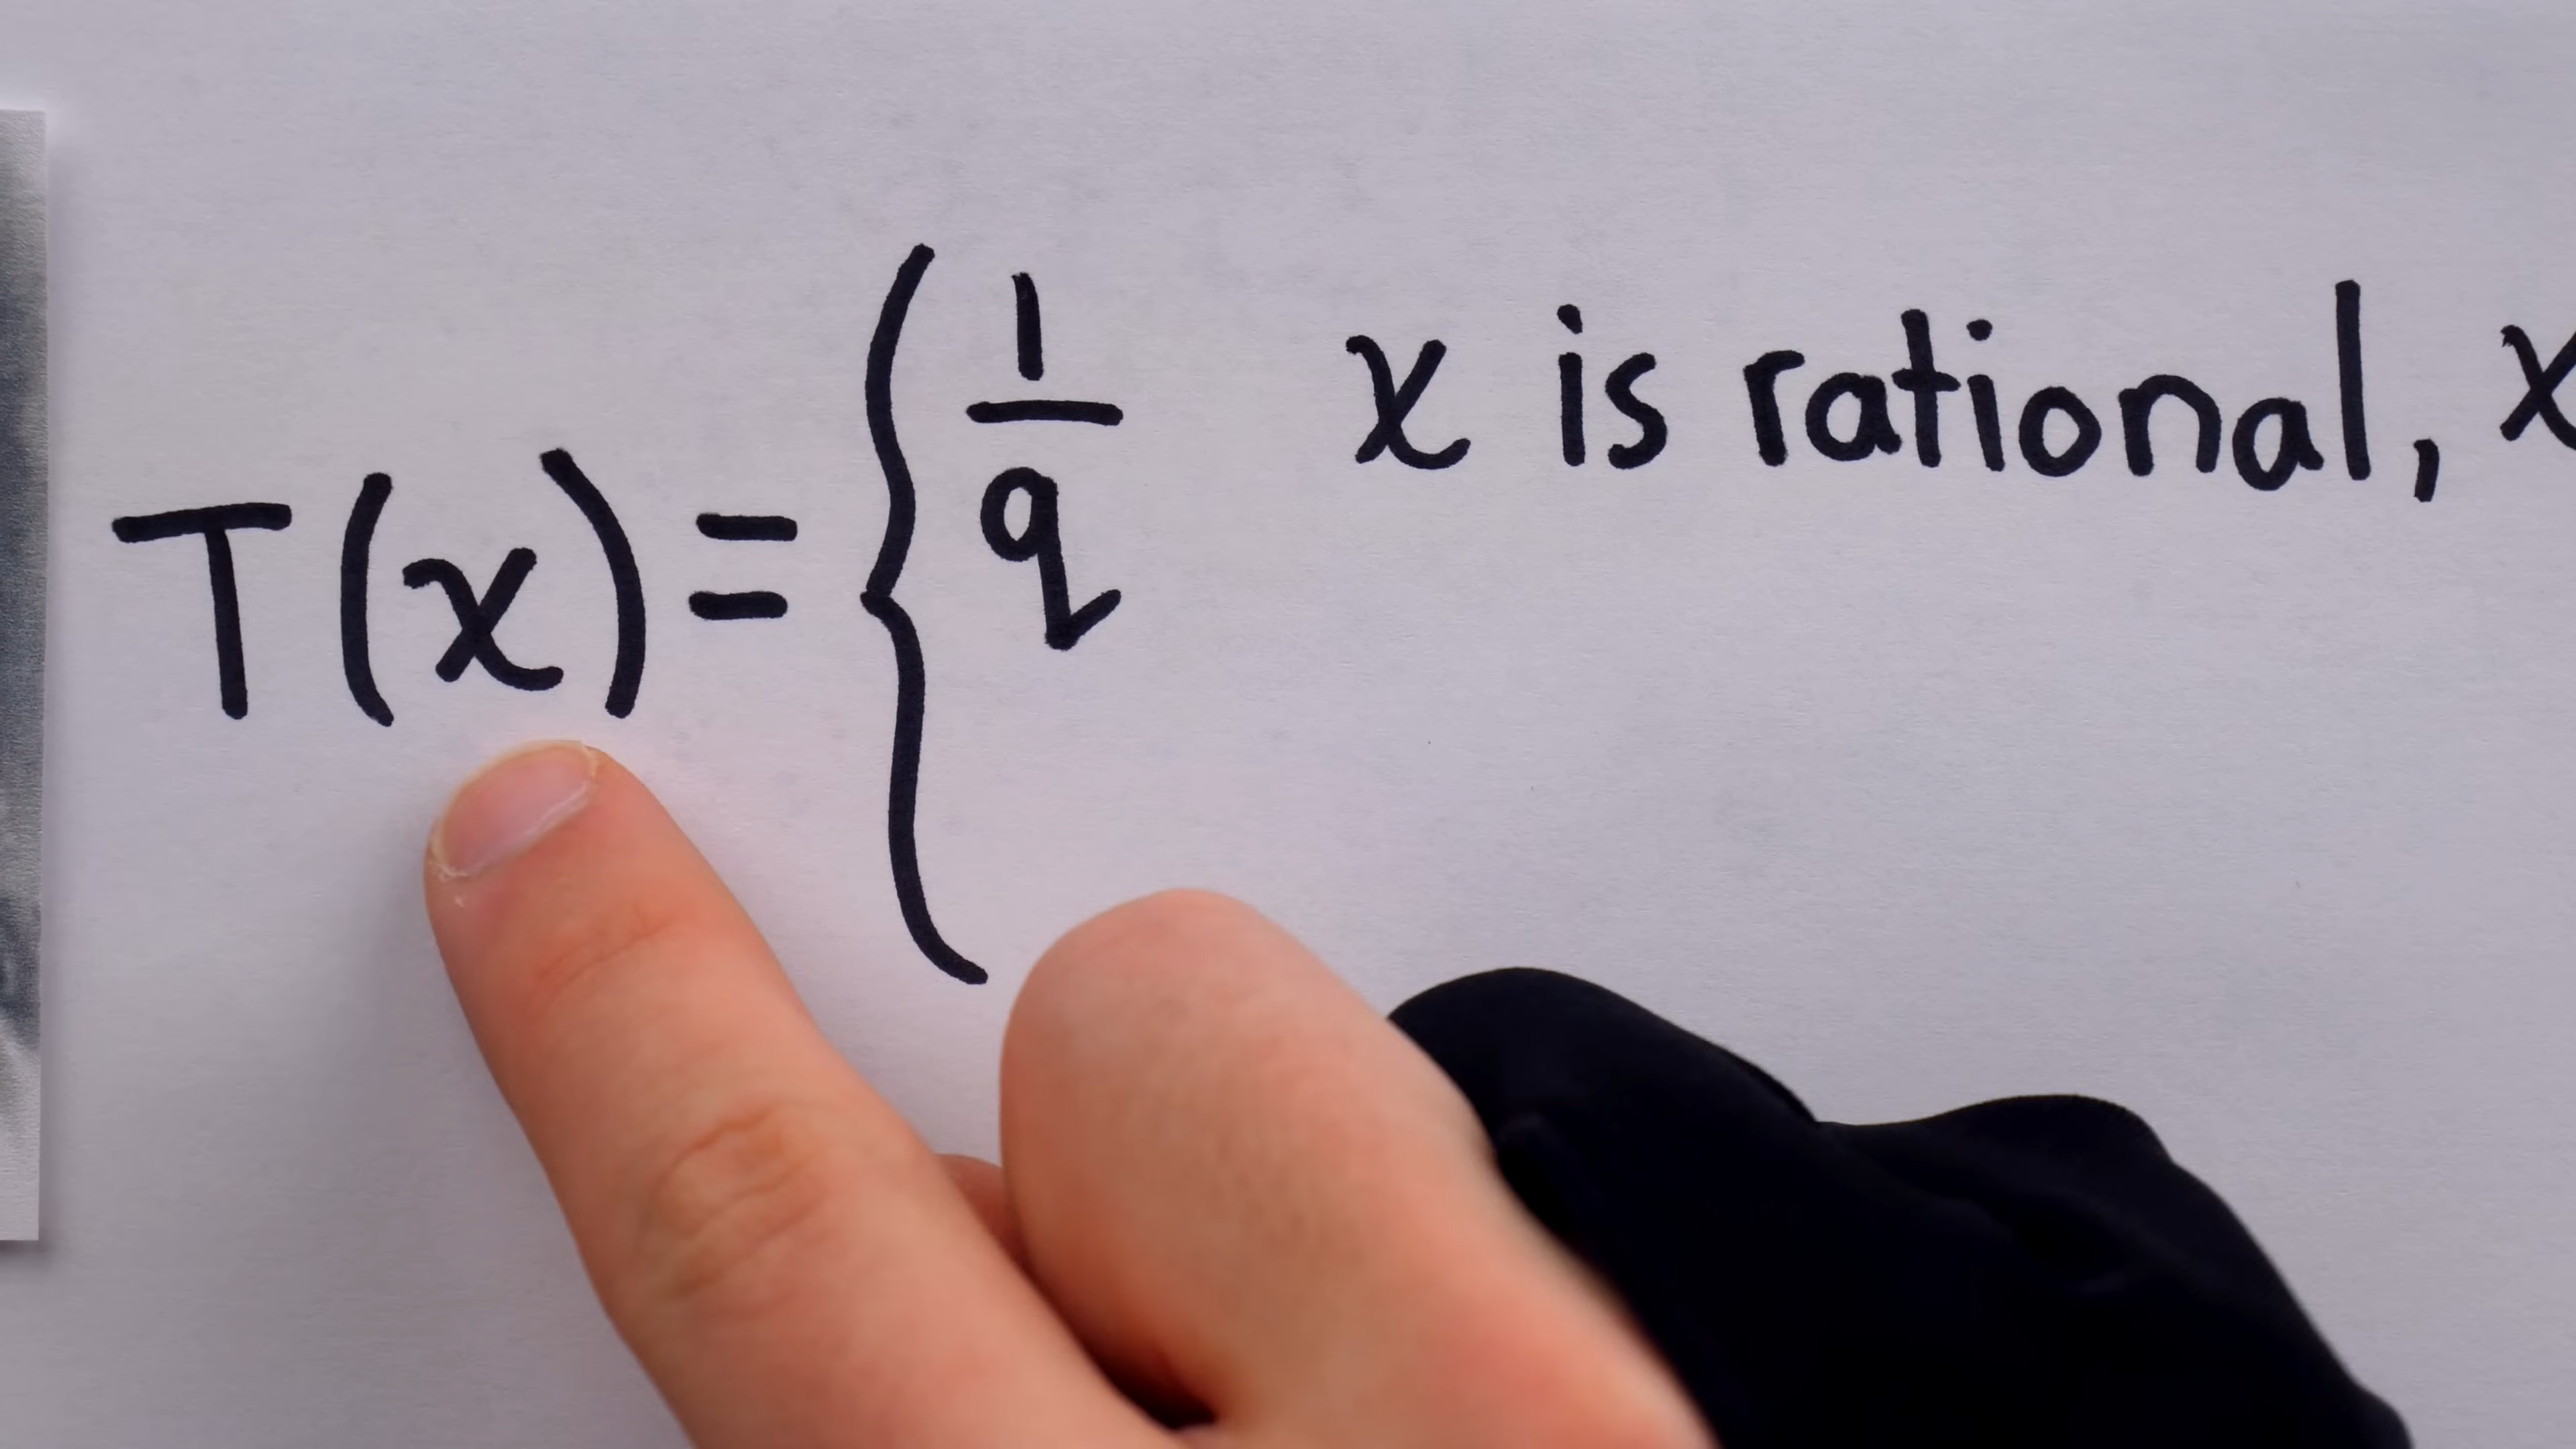 T(x) = { 1/q x is rational, x